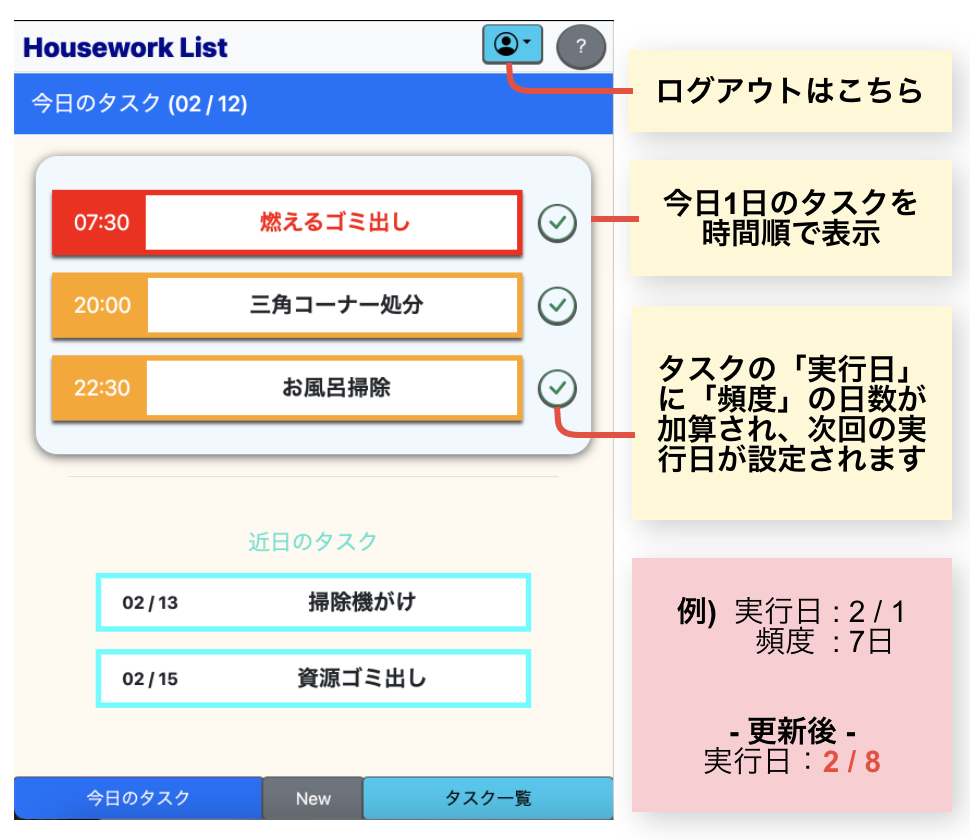 Housework List
?
今日のタスク (02 / 12)
07:30 燃えるゴミ出し
20:00 三角コーナー処分
22:30 お風呂掃除
近日のタスク
02 / 13 掃除機がけ
02 / 15 資源ゴミ出し
今日のタスク New タスク一覧
ログアウトはこちら
今日1日のタスクを
時間順で表示
タスクの「実行日」
に「頻度」の日数が
加算され、次回の実
行日が設定されます
例) 実行日 : 2 / 1
頻度 : 7日
- 更新後 -
実行日：2 / 8